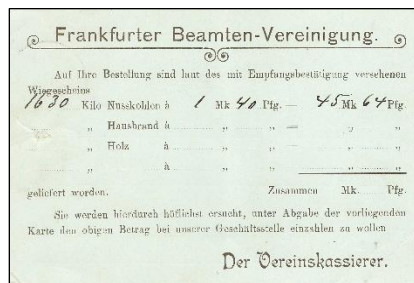 Frankfurter Beamten-Vereinigung.
Auf Ihre Bestellung sind laut des mit Empfangsbestätigung versehenen
Wiegescheins
1630 Kilo Nusskohlen à 1 Mk 40 Pfg. — 45 Mk 64 Pfg.
„ Hausbrand à „ „ — „ „
„ Holz à „ „ — „ „
„ à „ „ „ „
geliefert worden. Zusammen Mk. Pfg.
Sie werden hierdurch höflichst ersucht, unter Abgabe der vorliegenden
Karte den obigen Betrag bei unserer Geschäftsstelle einzahlen zu wollen
Der Vereinskassierer.